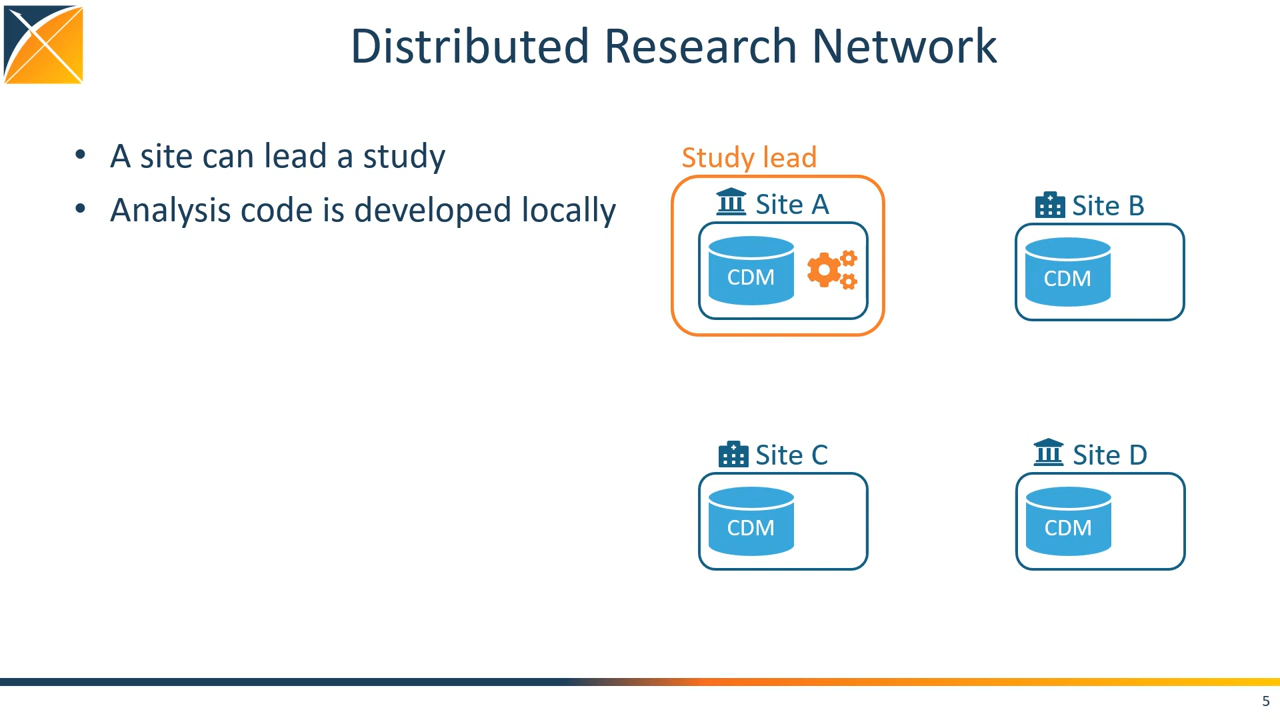 Distributed Research Network
• A site can lead a study
• Analysis code is developed locally
Study lead
Site A
CDM
Site B
CDM
Site C
CDM
Site D
CDM
5